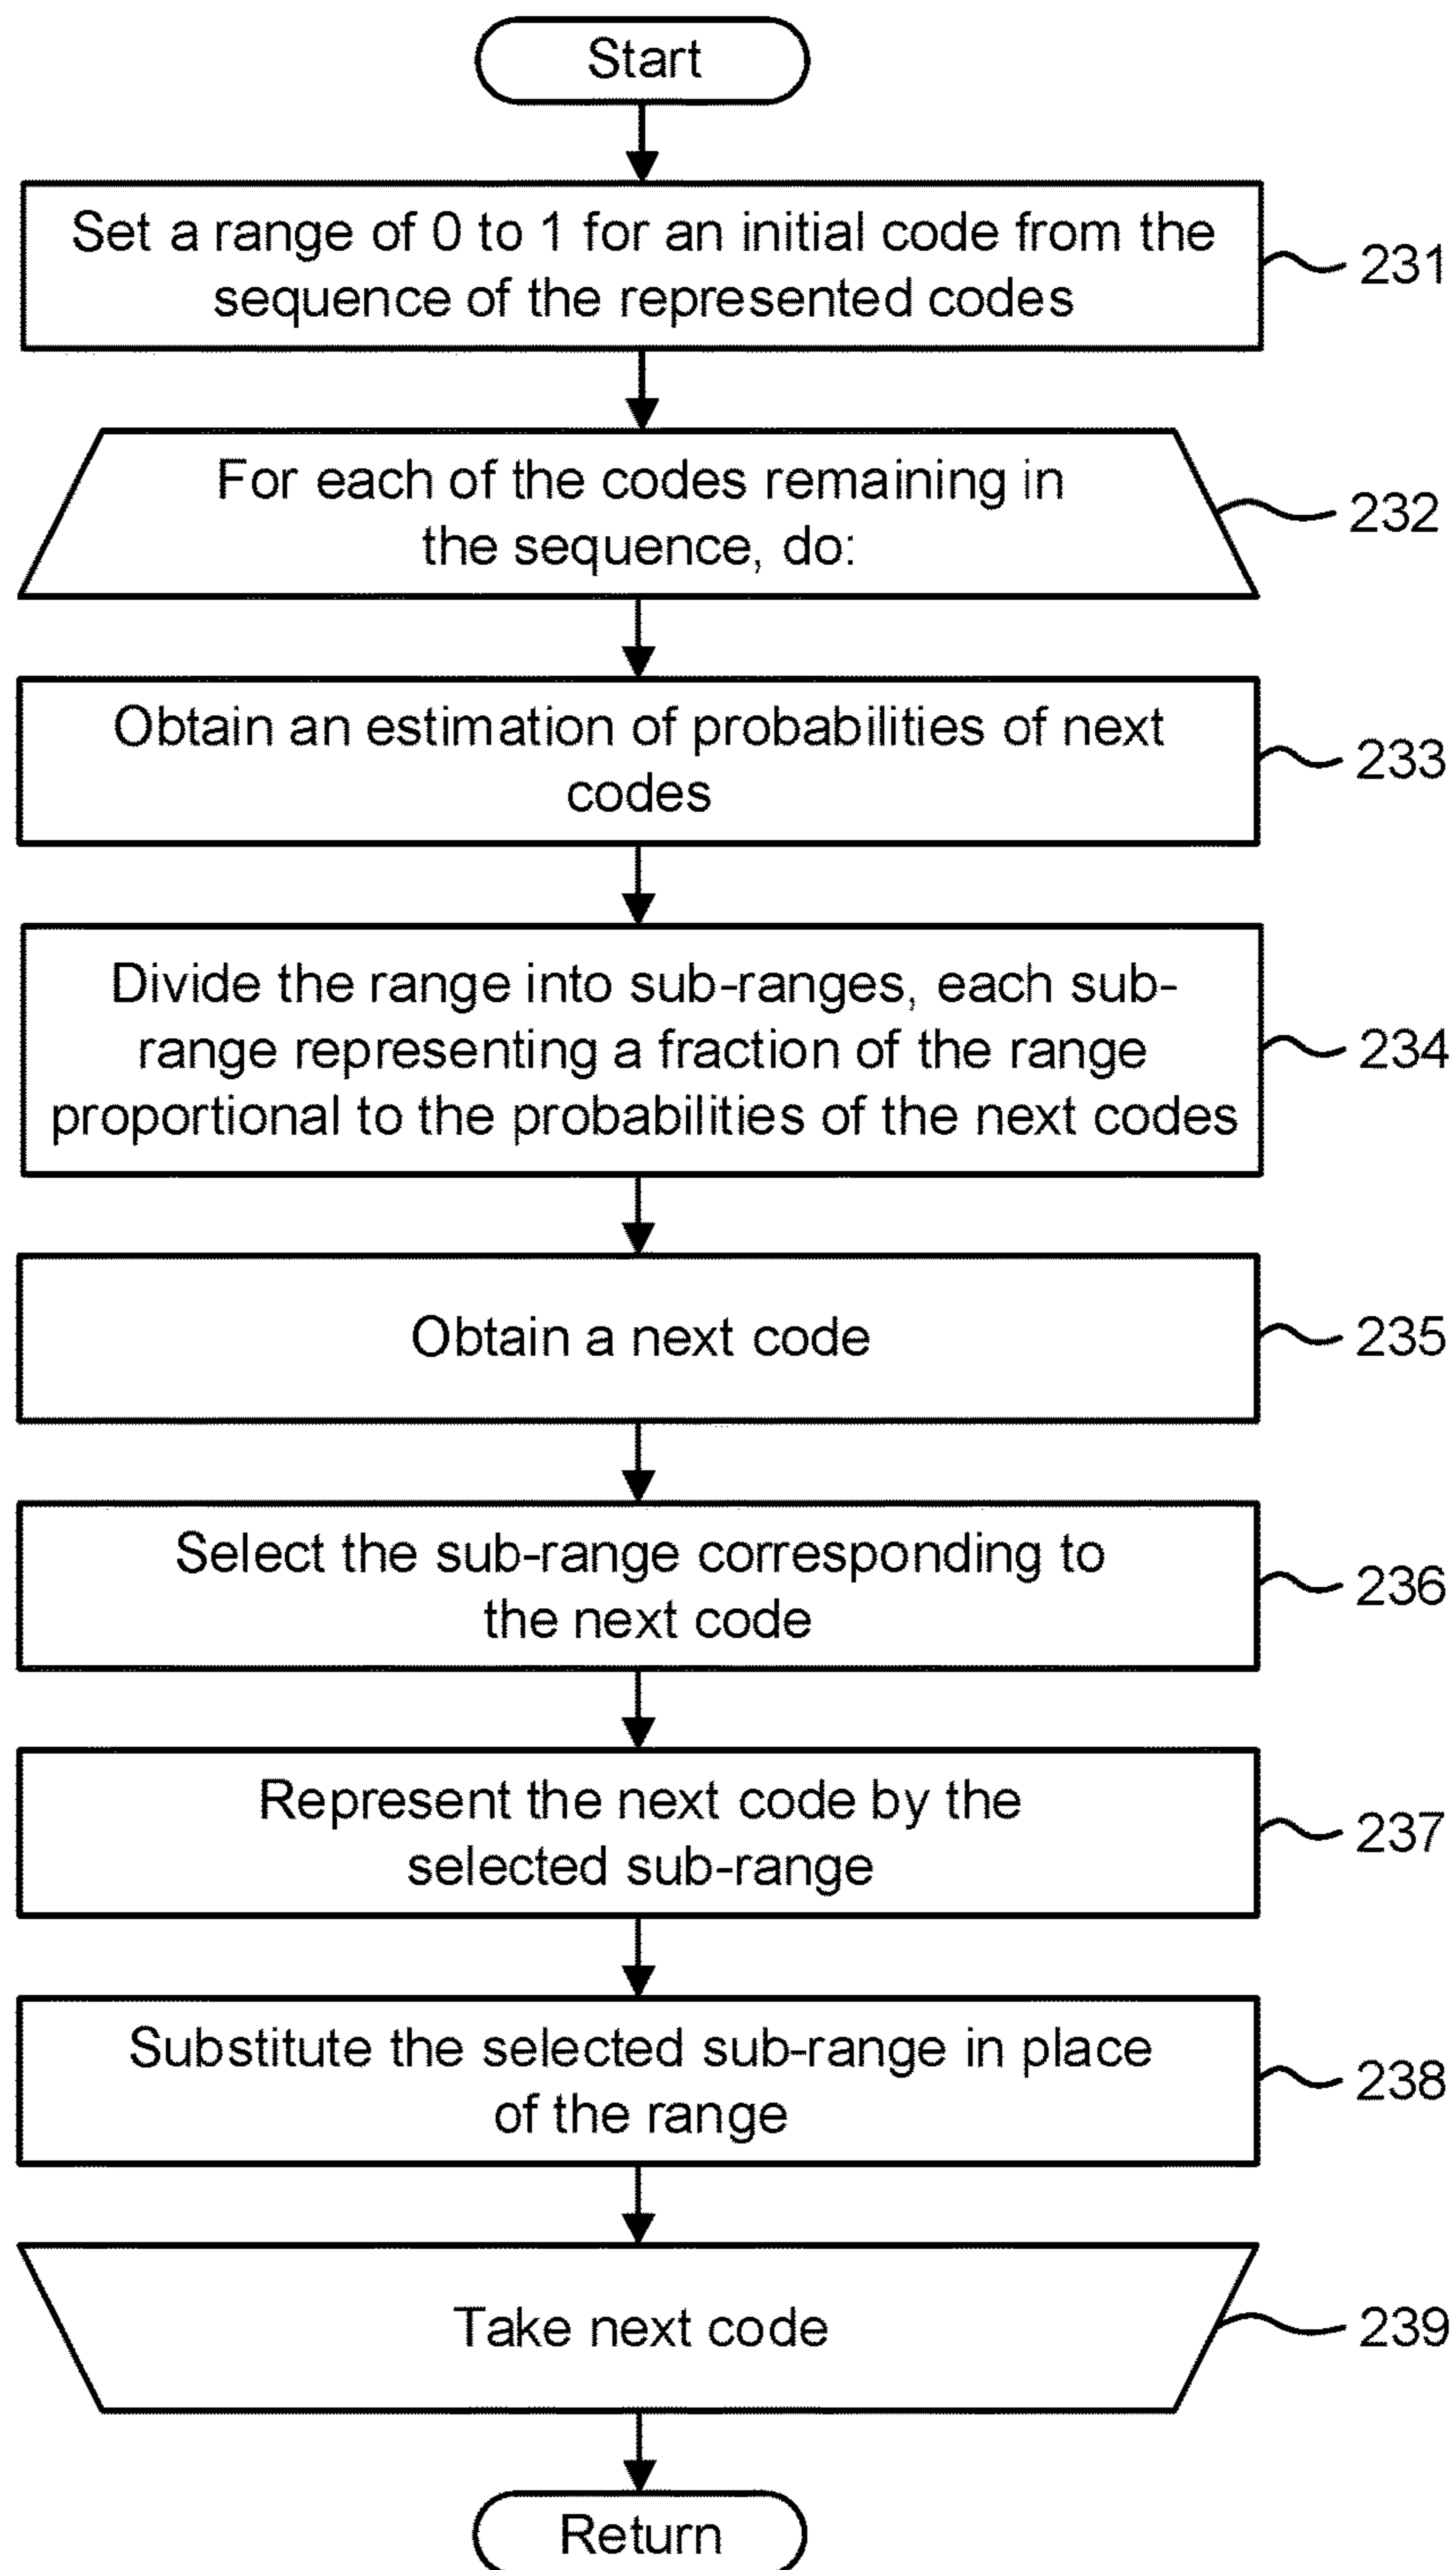 Start
Set a range of 0 to 1 for an initial code from the
sequence of the represented codes
231
For each of the codes remaining in
the sequence, do:
232
Obtain an estimation of probabilities of next
codes
233
Divide the range into sub-ranges, each sub-
range representing a fraction of the range
proportional to the probabilities of the next codes
234
Obtain a next code
235
Select the sub-range corresponding to
the next code
236
Represent the next code by the
selected sub-range
237
Substitute the selected sub-range in place
of the range
238
Take next code
239
Return